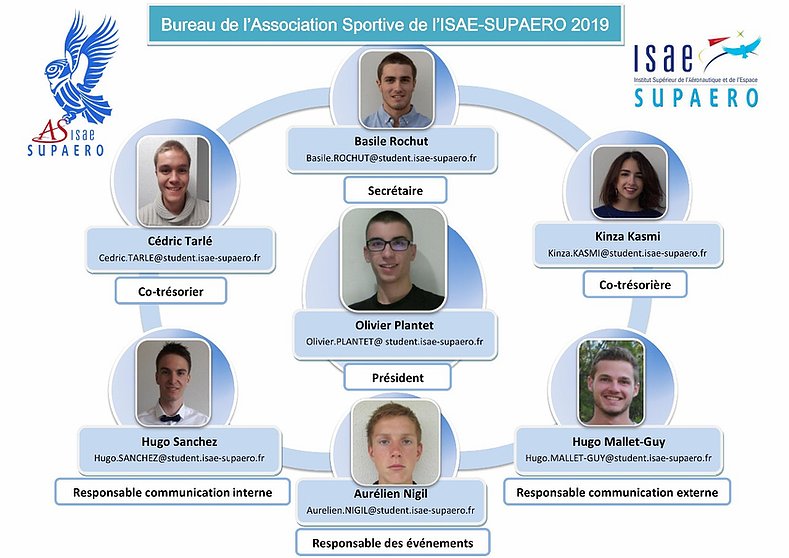 Bureau de l'Association Sportive de l'ISAE-SUPAERO 2019
AS isae
SUPAERO
isae
Institut Supérieur de l'Aéronautique et de l'Espace
SUPAERO
Basile Rochut
Basile.ROCHUT@student.isae-supaero.fr
Secrétaire
Cédric Tarlé
Cedric.TARLE@student.isae-supaero.fr
Co-trésorier
Kinza Kasmi
Kinza.KASMI@student.isae-supaero.fr
Co-trésorière
Olivier Plantet
Olivier.PLANTET@ student.isae-supaero.fr
Président
Hugo Sanchez
Hugo.SANCHEZ@student.isae-supaero.fr
Responsable communication interne
Aurélien Nigil
Aurelien.NIGIL@student.isae-supaero.fr
Responsable des événements
Hugo Mallet-Guy
Hugo.MALLET-GUY@student.isae-supaero.fr
Responsable communication externe